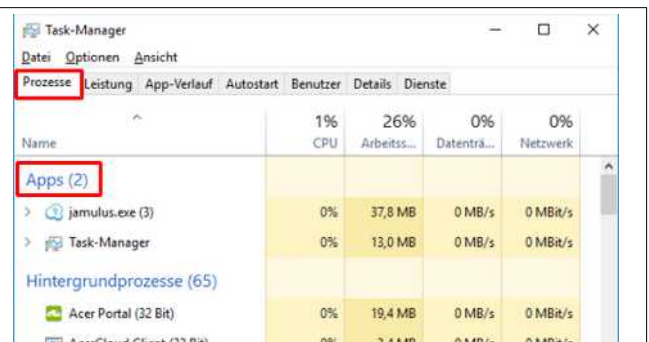 Task-Manager
Datei Optionen Ansicht
Prozesse Leistung App-Verlauf Autostart Benutzer Details Dienste
1% 26% 0% 0%
Name CPU Arbeitss... Datenträ... Netzwerk
Apps (2)
jamulus.exe (3) 0% 37,8 MB 0 MB/s 0 MBit/s
Task-Manager 0% 13,0 MB 0 MB/s 0 MBit/s
Hintergrundprozesse (65)
Acer Portal (32 Bit) 0% 19,4 MB 0 MB/s 0 MBit/s